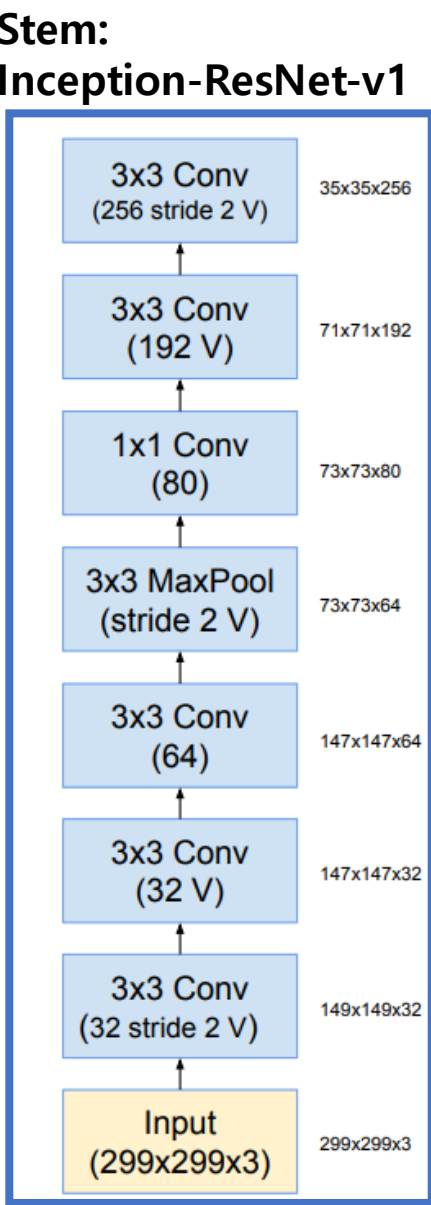 Stem:
Inception-ResNet-v1
3x3 Conv
(256 stride 2 V)
35x35x256
3x3 Conv
(192 V)
71x71x192
1x1 Conv
(80)
73x73x80
3x3 MaxPool
(stride 2 V)
73x73x64
3x3 Conv
(64)
147x147x64
3x3 Conv
(32 V)
147x147x32
3x3 Conv
(32 stride 2 V)
149x149x32
Input
(299x299x3)
299x299x3